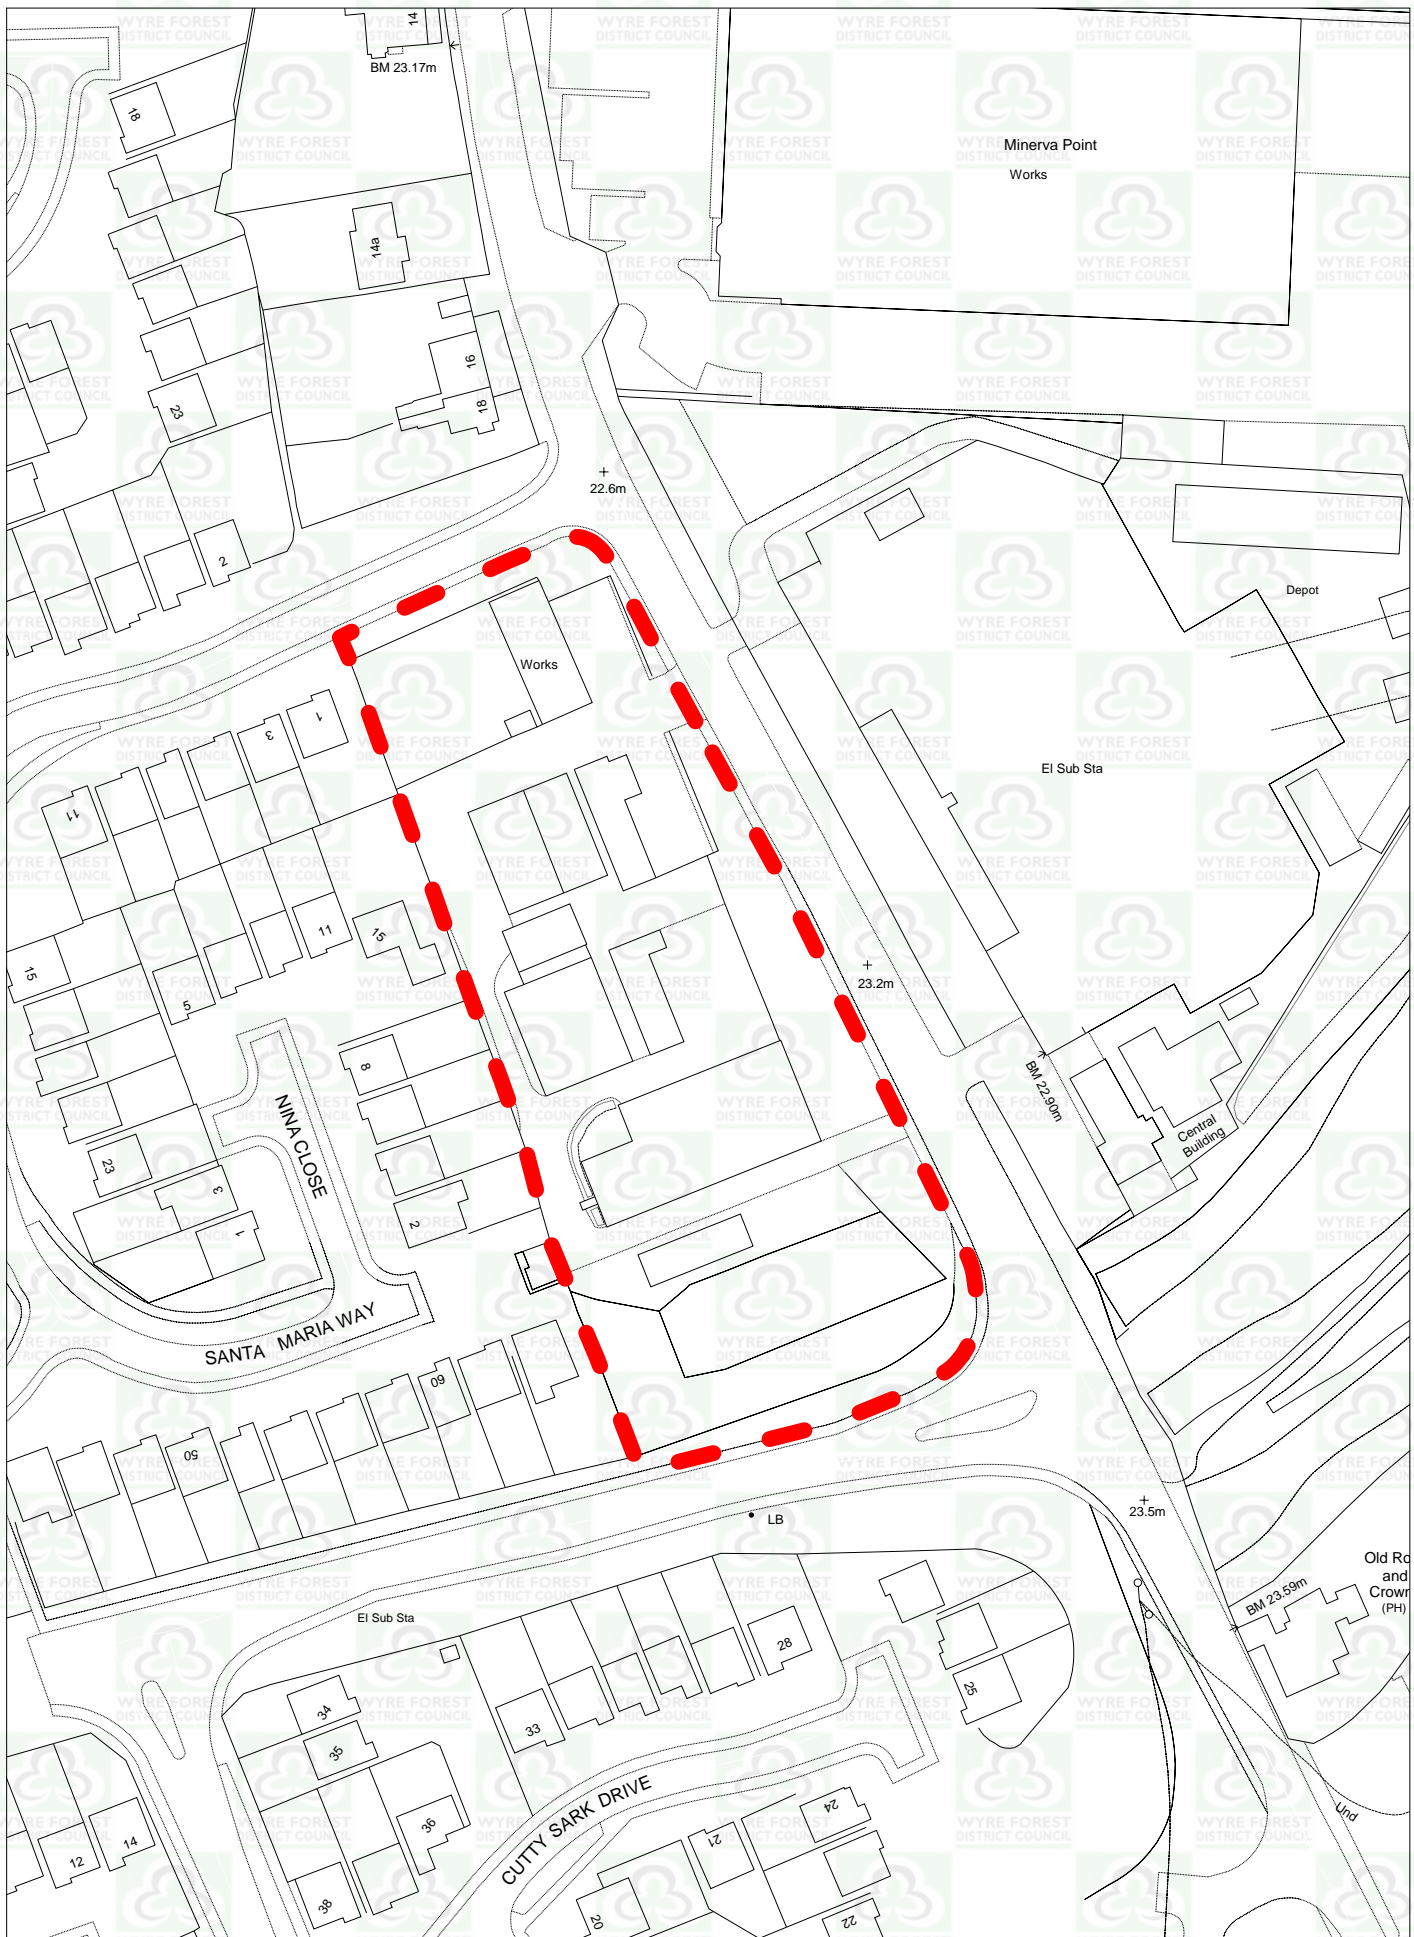 14
BM 23.17m
18
Minerva Point
Works
14a
16
18
23
22.6m
2
Depot
Works
1
3
11
El Sub Sta
11
15
15
5
23.2m
8
BM 22.90m
NINA CLOSE
Central
Building
23
3
1
2
SANTA MARIA WAY
60
50
23.5m
LB
Old Ro
and
Crown
(PH)
BM 23.59m
El Sub Sta
28
25
33
34
35
36
CUTTY SARK DRIVE
24
21
Und
14
12
38
20
22
WYRE FOREST
DISTRICT COUNCIL